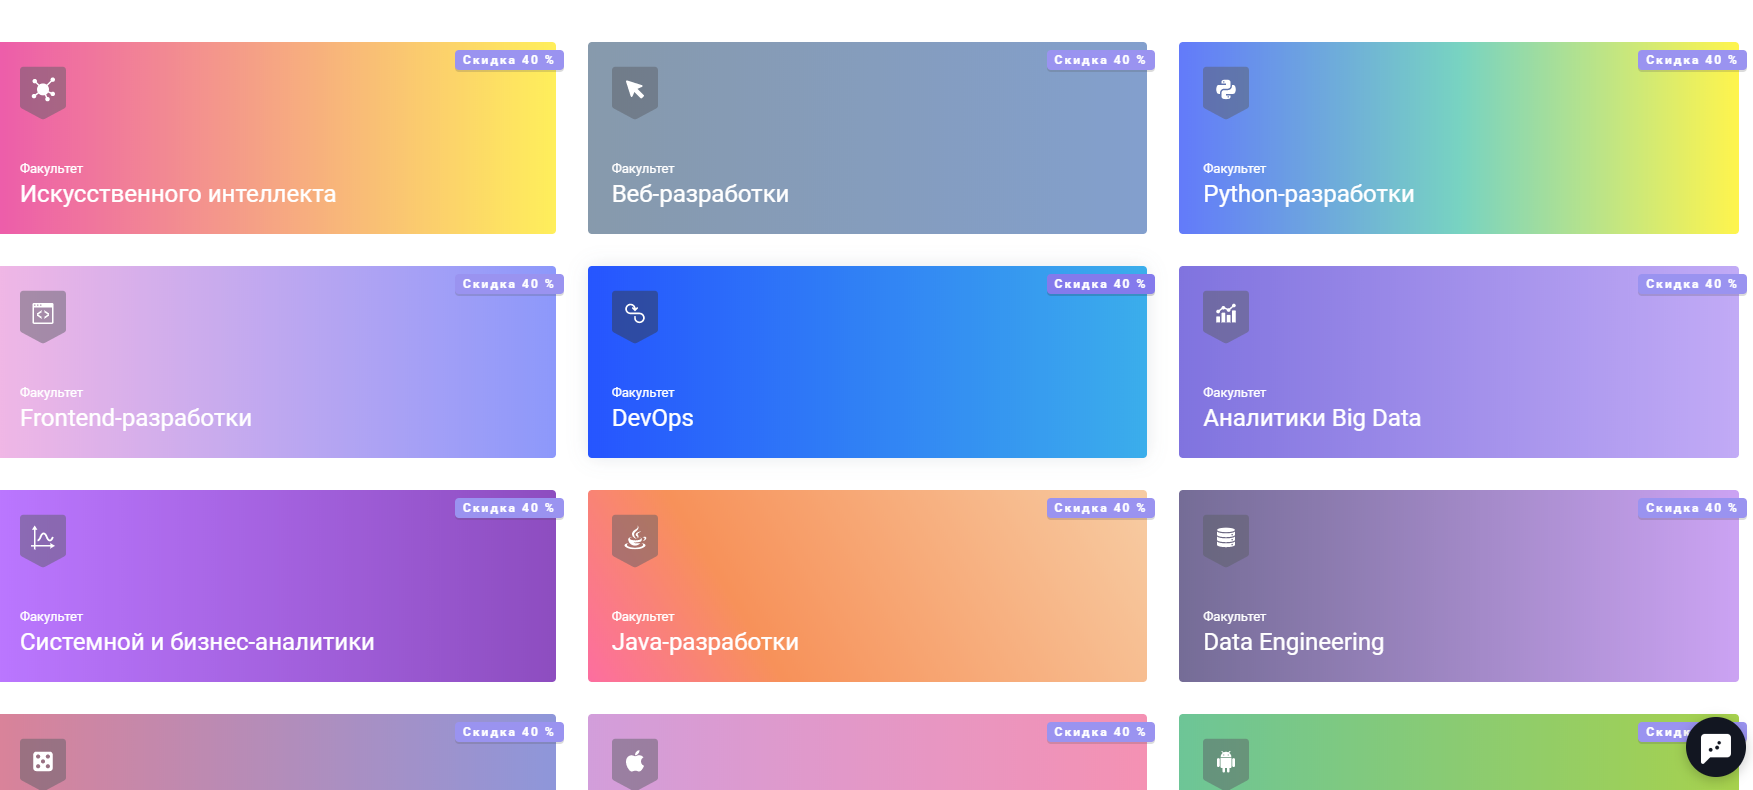 Скидка 40 %
Факультет
Искусственного интеллекта
Скидка 40 %
Факультет
Веб-разработки
Скидка 40 %
Факультет
Python-разработки
Скидка 40 %
Факультет
Frontend-разработки
Скидка 40 %
Факультет
DevOps
Скидка 40 %
Факультет
Аналитики Big Data
Скидка 40 %
Факультет
Системной и бизнес-аналитики
Скидка 40 %
Факультет
Java-разработки
Скидка 40 %
Факультет
Data Engineering
Скидка 40 %
Скидка 40 %